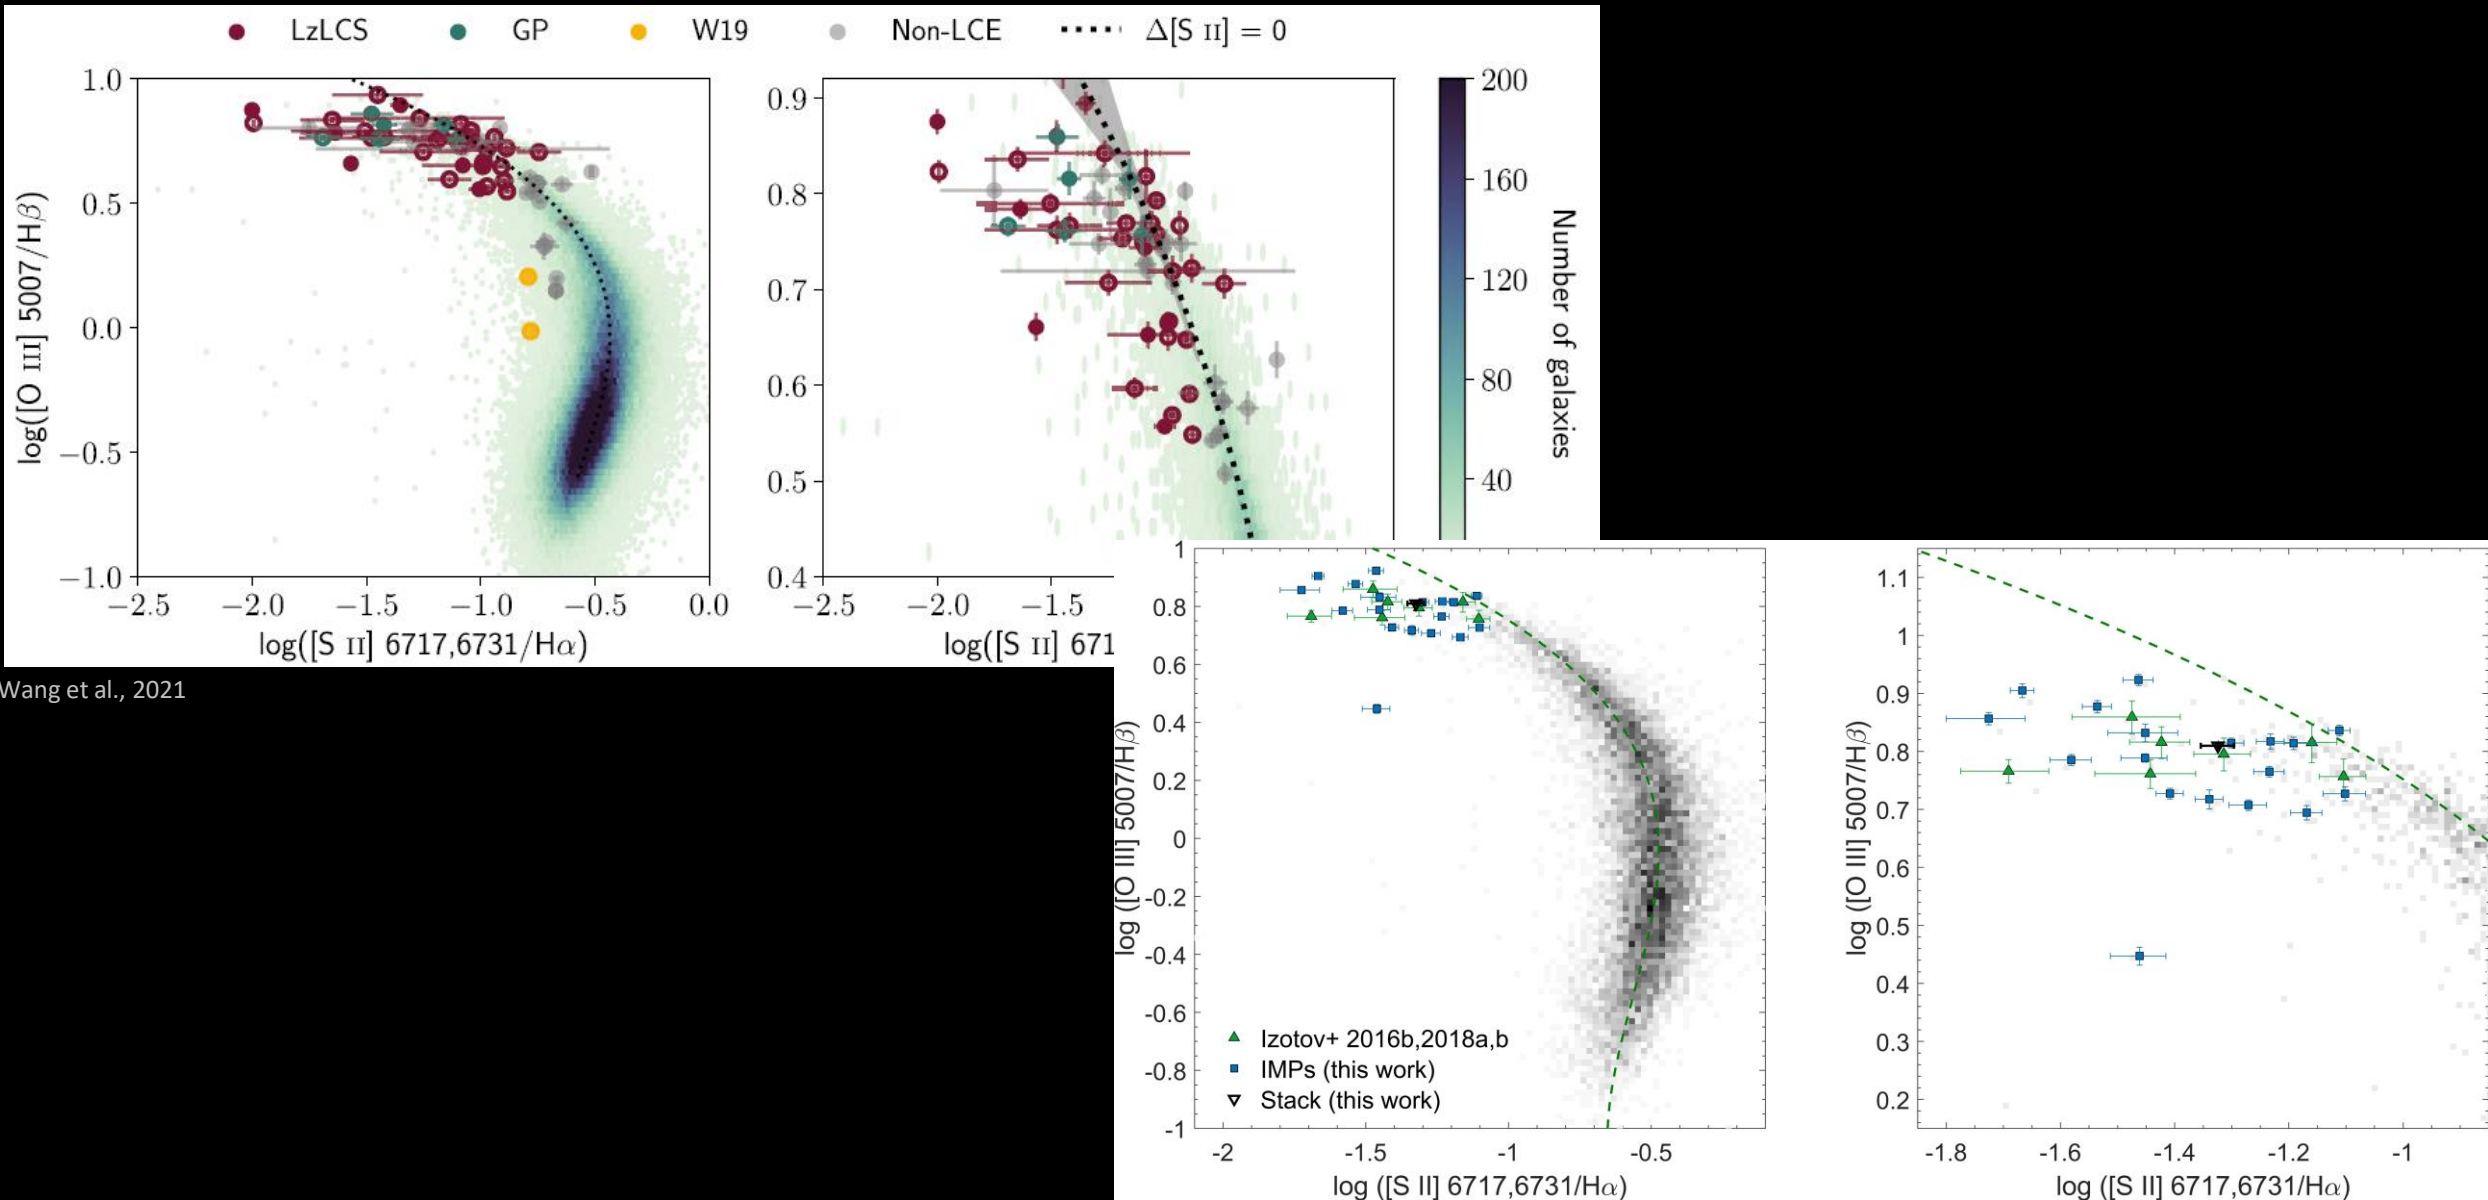 LzLCS GP W19 Non-LCE Δ[S II] = 0
1.0
0.5
0.0
−0.5
−1.0
−2.5 −2.0 −1.5 −1.0 −0.5 0.0
log([O III] 5007/Hβ)
log([S II] 6717,6731/Hα)
0.9
0.8
0.7
0.6
0.5
0.4
−2.5 −2.0 −1.5
log([S II] 671
200
160
120
80
40
Number of galaxies
Wang et al., 2021
1
0.8
0.6
0.4
0.2
0
-0.2
-0.4
-0.6
-0.8
-1
-2 -1.5 -1 -0.5
log ([O III] 5007/Hβ)
log ([S II] 6717,6731/Hα)
Izotov+ 2016b,2018a,b
IMPs (this work)
Stack (this work)
1.1
1
0.9
0.8
0.7
0.6
0.5
0.4
0.3
0.2
-1.8 -1.6 -1.4 -1.2 -1
log ([O III] 5007/Hβ)
log ([S II] 6717,6731/Hα)